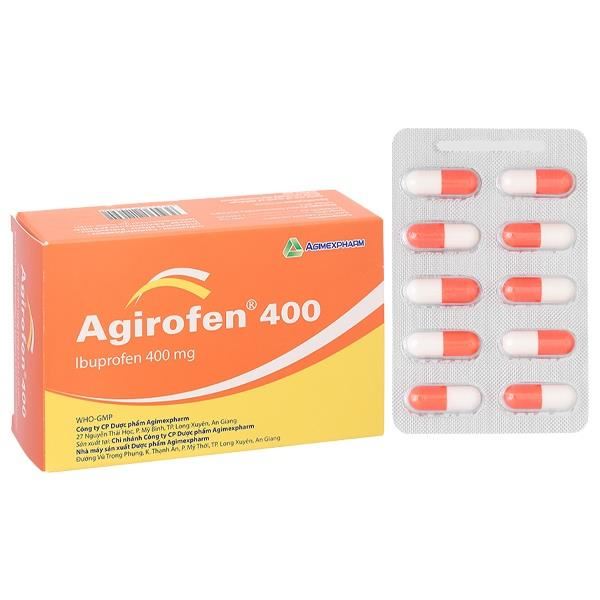 AGIMEXPHARM
Agirofen® 400
Ibuprofen 400 mg
WHO-GMP
Công ty CP Dược phẩm Agimexpharm
27 Nguyễn Thái Học, P. Mỹ Bình, TP. Long Xuyên, An Giang
Sản xuất tại: Chi nhánh Công ty CP Dược phẩm Agimexpharm
Nhà máy sản xuất Dược phẩm Agimexpharm
Đường Vũ Trọng Phụng, K. Thạnh An, P. Mỹ Thới, TP. Long Xuyên, An Giang
Agirofen 400